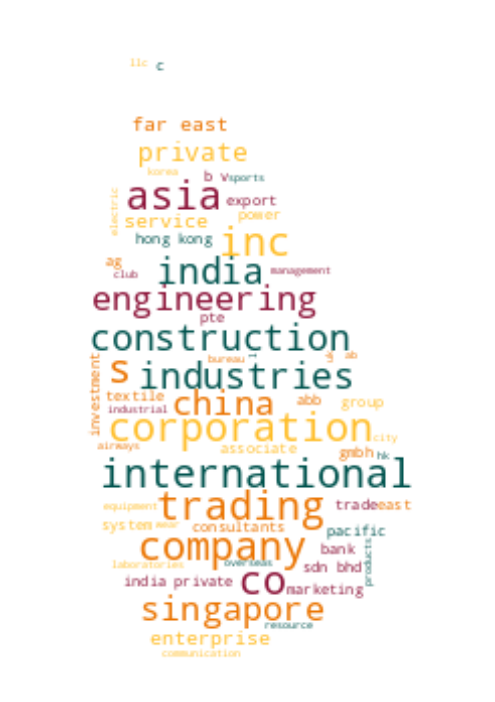 llc c
far east
private
korea
b v sports
asia export
electric
service power
hong kong inc
ag
india
club management
engineering
pte
construction
bureau 1 ab
s industries
investment
textile china abb group
industrial
corporation
airways associate city
gmbh hk
international
equipment trading trade east
system wear consultants pacific
company bank
laboratories overseas sdn bhd
products
india private co marketing
singapore
resource
enterprise
communication